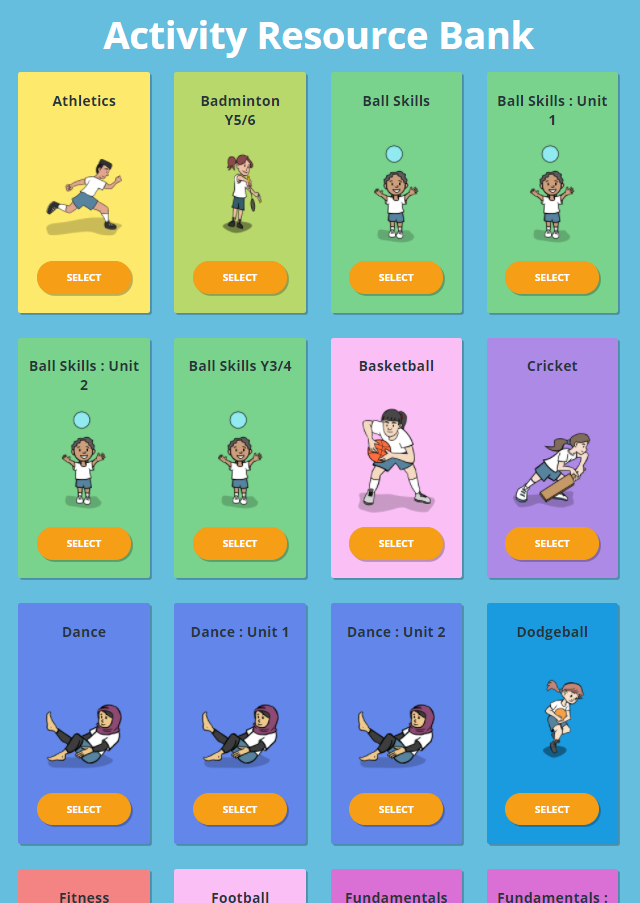 Activity Resource Bank
Athletics
Badminton
Y5/6
Ball Skills
Ball Skills : Unit
1
SELECT
SELECT
SELECT
SELECT
Ball Skills : Unit
2
Ball Skills Y3/4
Basketball
Cricket
SELECT
SELECT
SELECT
SELECT
Dance
Dance : Unit 1
Dance : Unit 2
Dodgeball
SELECT
SELECT
SELECT
SELECT
Fitness
Football
Fundamentals
Fundamentals :